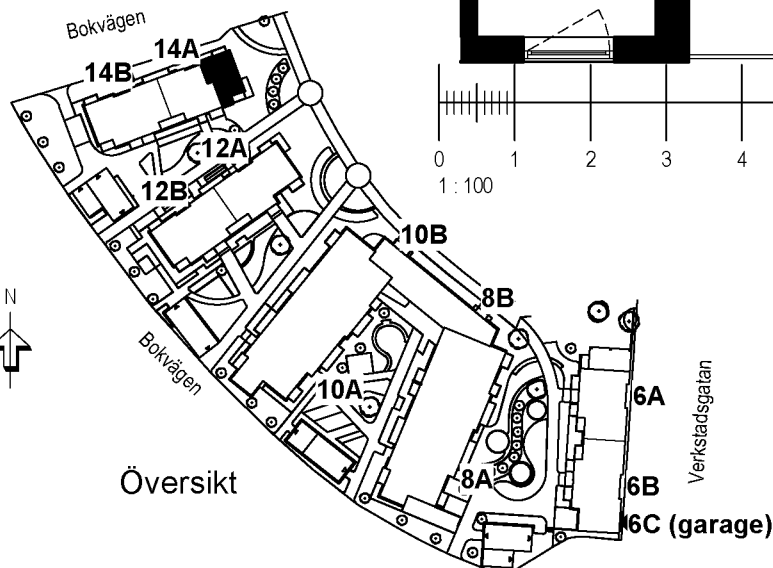 Bokvägen
14A
14B
12A
12B
0 1 2 3 4
1 : 100
10B
8B
N
Bokvägen
10A
6A
Verkstadsgatan
Översikt
8A
6B
6C (garage)